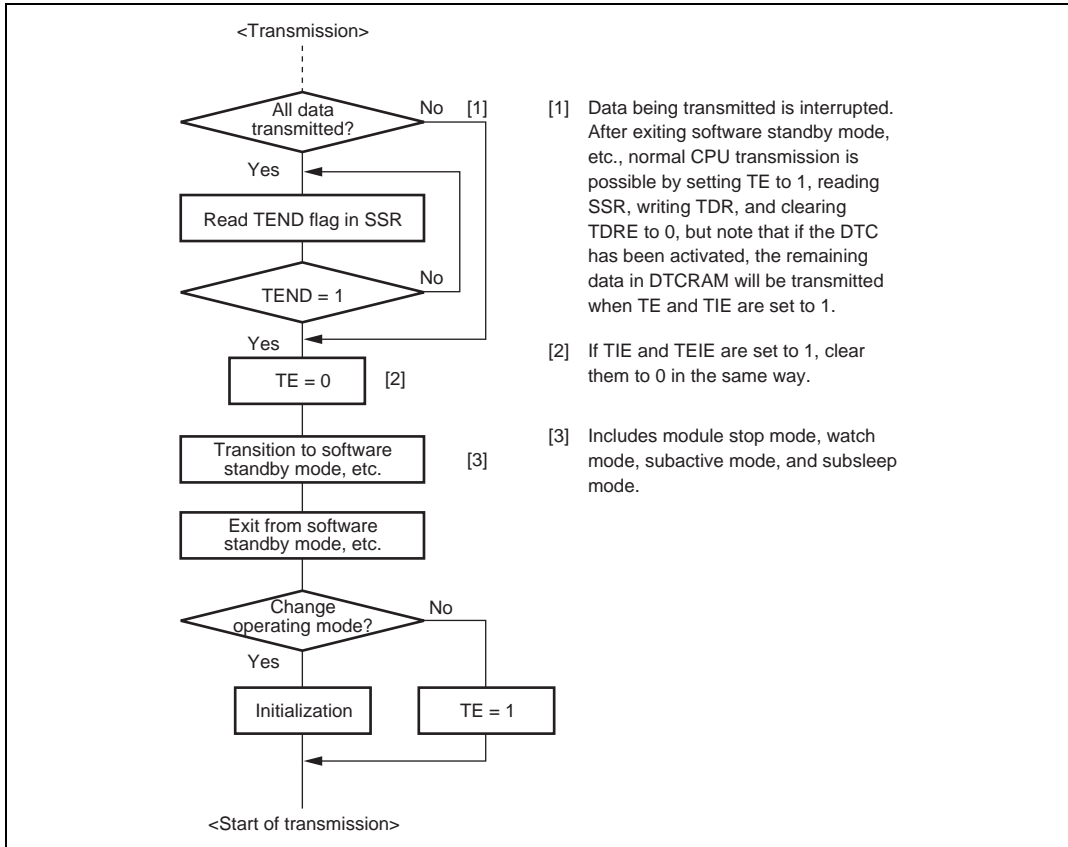 <Transmission>
All data
transmitted?
No [1]
Yes
Read TEND flag in SSR
TEND = 1
No
Yes
TE = 0
[2]
Transition to software
standby mode, etc.
[3]
Exit from software
standby mode, etc.
Change
operating mode?
No
Yes
Initialization
TE = 1
<Start of transmission>
[1] Data being transmitted is interrupted.
After exiting software standby mode,
etc., normal CPU transmission is
possible by setting TE to 1, reading
SSR, writing TDR, and clearing
TDRE to 0, but note that if the DTC
has been activated, the remaining
data in DTCRAM will be transmitted
when TE and TIE are set to 1.
[2] If TIE and TEIE are set to 1, clear
them to 0 in the same way.
[3] Includes module stop mode, watch
mode, subactive mode, and subsleep
mode.